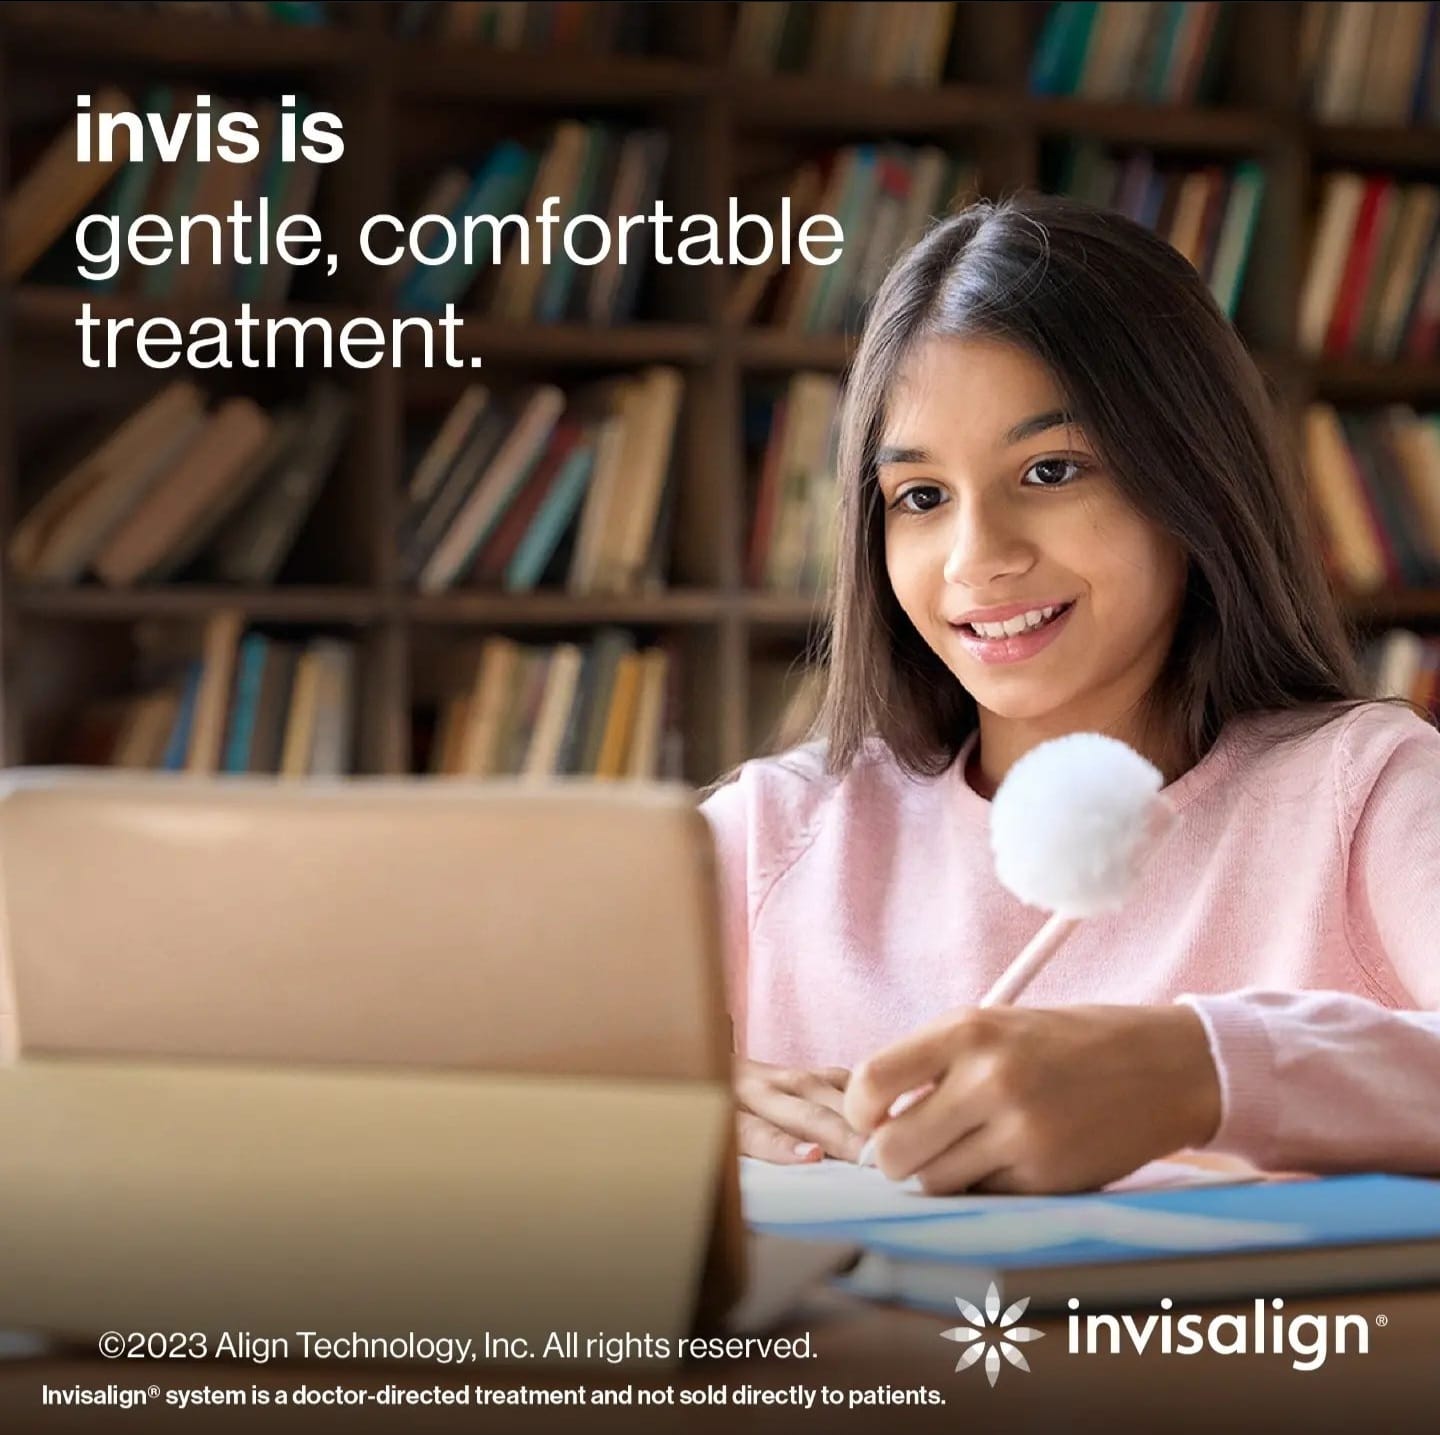 invis is
gentle, comfortable
treatment.
©2023 Align Technology, Inc. All rights reserved.
invisalign®
Invisalign® system is a doctor-directed treatment and not sold directly to patients.